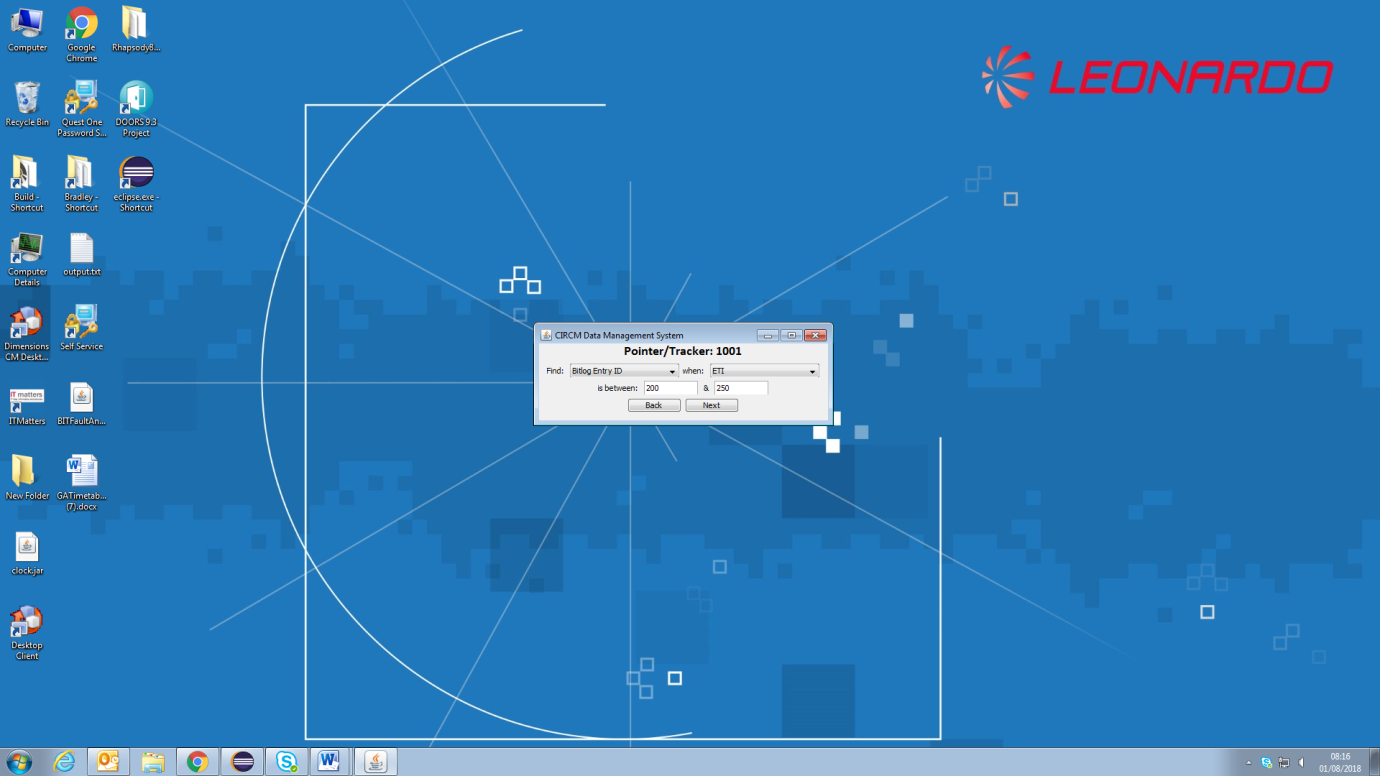 Computer
Google
Chrome
Rhapsody8...
LEONARDO
Recycle Bin
Quest One
Password S...
DOORS 9.3
Project
Build -
Shortcut
Bradley -
Shortcut
eclipse.exe -
Shortcut
Computer
Details
output.txt
Dimensions
CM Deskt...
Self Service
CIRCM Data Management System
Pointer/Tracker: 1001
Find: Bitlog Entry ID when: ETI
is between: 200 & 250
Back Next
IT matters
ITMatters
BITFaultAn...
New Folder
GATimetab...
(7).docx
clock.jar
Desktop
Client
08:16
01/08/2018